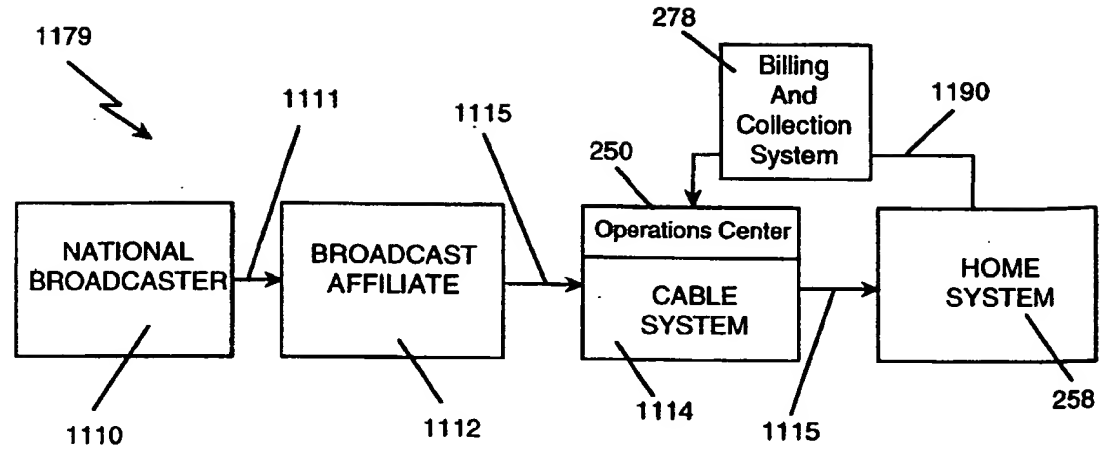 1179
1111
1115
278
Billing
And
Collection
System
1190
250
NATIONAL
BROADCASTER
BROADCAST
AFFILIATE
Operations Center
CABLE
SYSTEM
HOME
SYSTEM
1110
1112
1114
1115
258